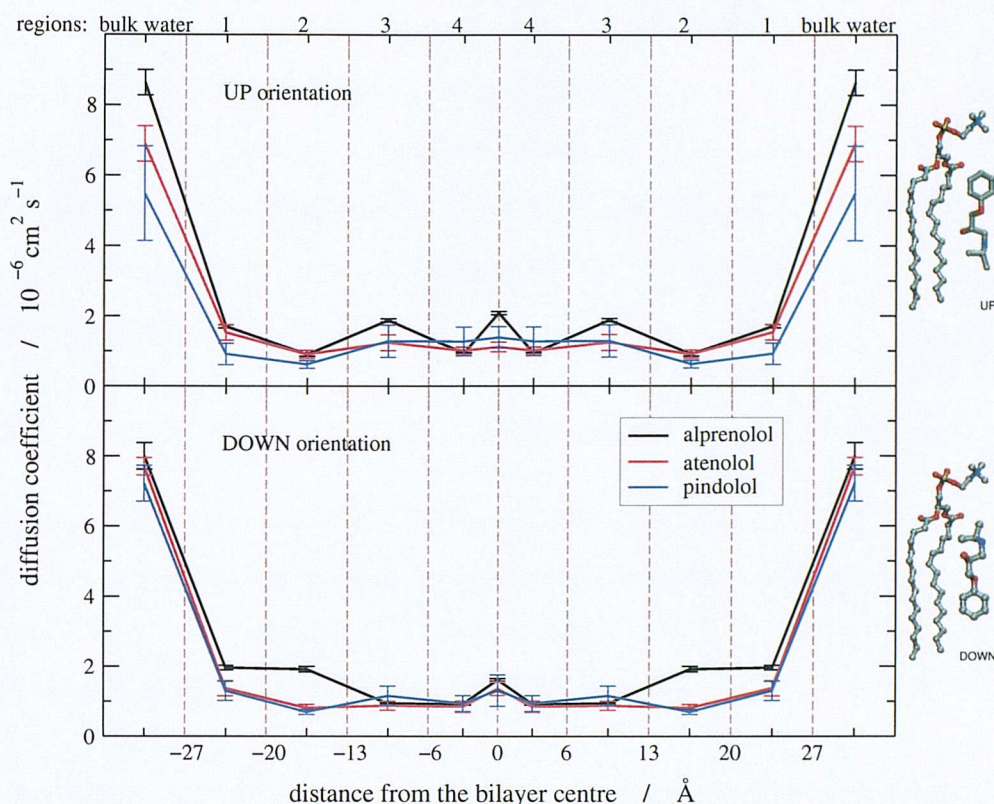 regions: bulk water 1 2 3 4 4 3 2 1 bulk water
UP orientation
8
6
4
2
0
UP
DOWN orientation
alprenolol
atenolol
pindolol
8
6
4
2
0
DOWN
diffusion coefficient / 10⁻⁶ cm² s⁻¹
−27 −20 −13 −6 0 6 13 20 27
distance from the bilayer centre / Å